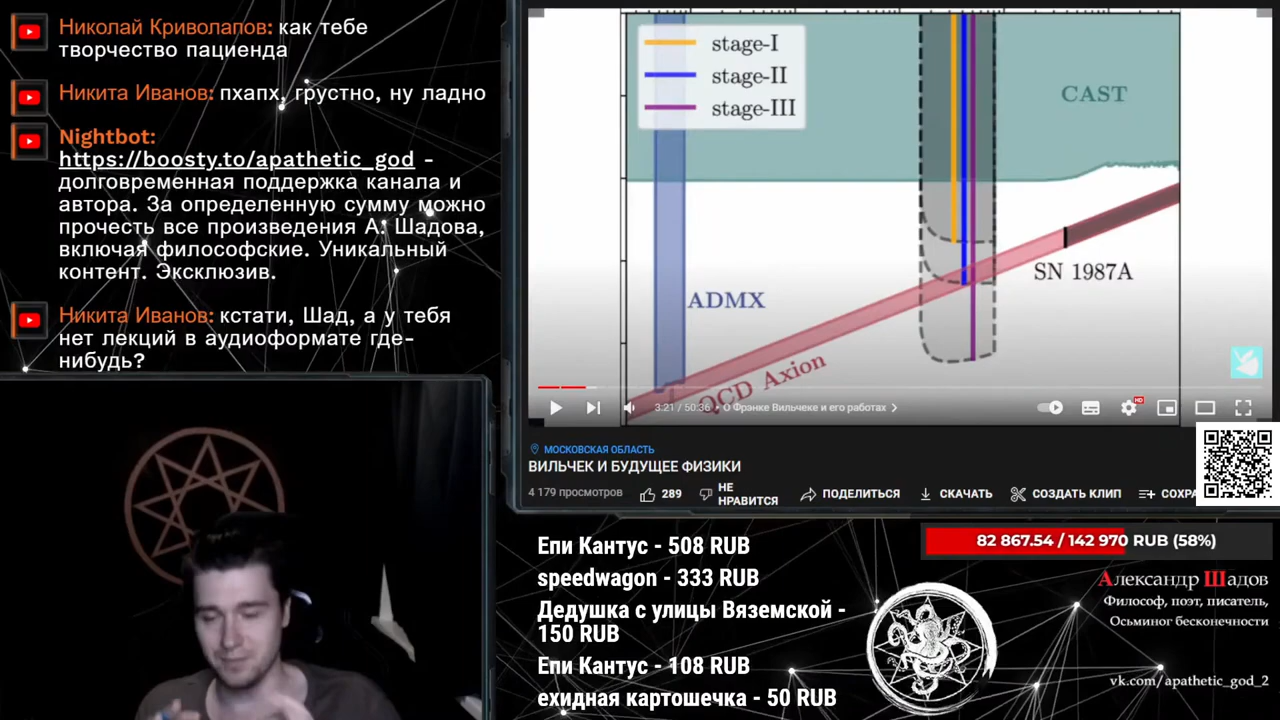 Николай Криволапов: как тебе
творчество пациенда
Никита Иванов: пхапх, грустно, ну ладно
Nightbot:
https://boosty.to/apathetic_god -
долговременная поддержка канала и
автора. За определенную сумму можно
прочесть все произведения А. Шадова,
включая философские. Уникальный
контент. Эксклюзив.
Никита Иванов: кстати, Шад, а у тебя
нет лекций в аудиоформате где-
нибудь?
stage-I
stage-II
stage-III
CAST
ADMX
SN 1987A
QCD Axion
3:21 / 50:36 • О Фрэнке Вильчеке и его работах
HD
МОСКОВСКАЯ ОБЛАСТЬ
ВИЛЬЧЕК И БУДУЩЕЕ ФИЗИКИ
4 179 просмотров
289
НЕ
НРАВИТСЯ
ПОДЕЛИТЬСЯ
СКАЧАТЬ
СОЗДАТЬ КЛИП
СОХРА
Епи Кантус - 508 RUB
speedwagon - 333 RUB
Дедушка с улицы Вяземской -
150 RUB
Епи Кантус - 108 RUB
ехидная картошечка - 50 RUB
82 867.54 / 142 970 RUB (58%)
Александр Шадов
Философ, поэт, писатель,
Осьминог бесконечности
vk.com/apathetic_god_2